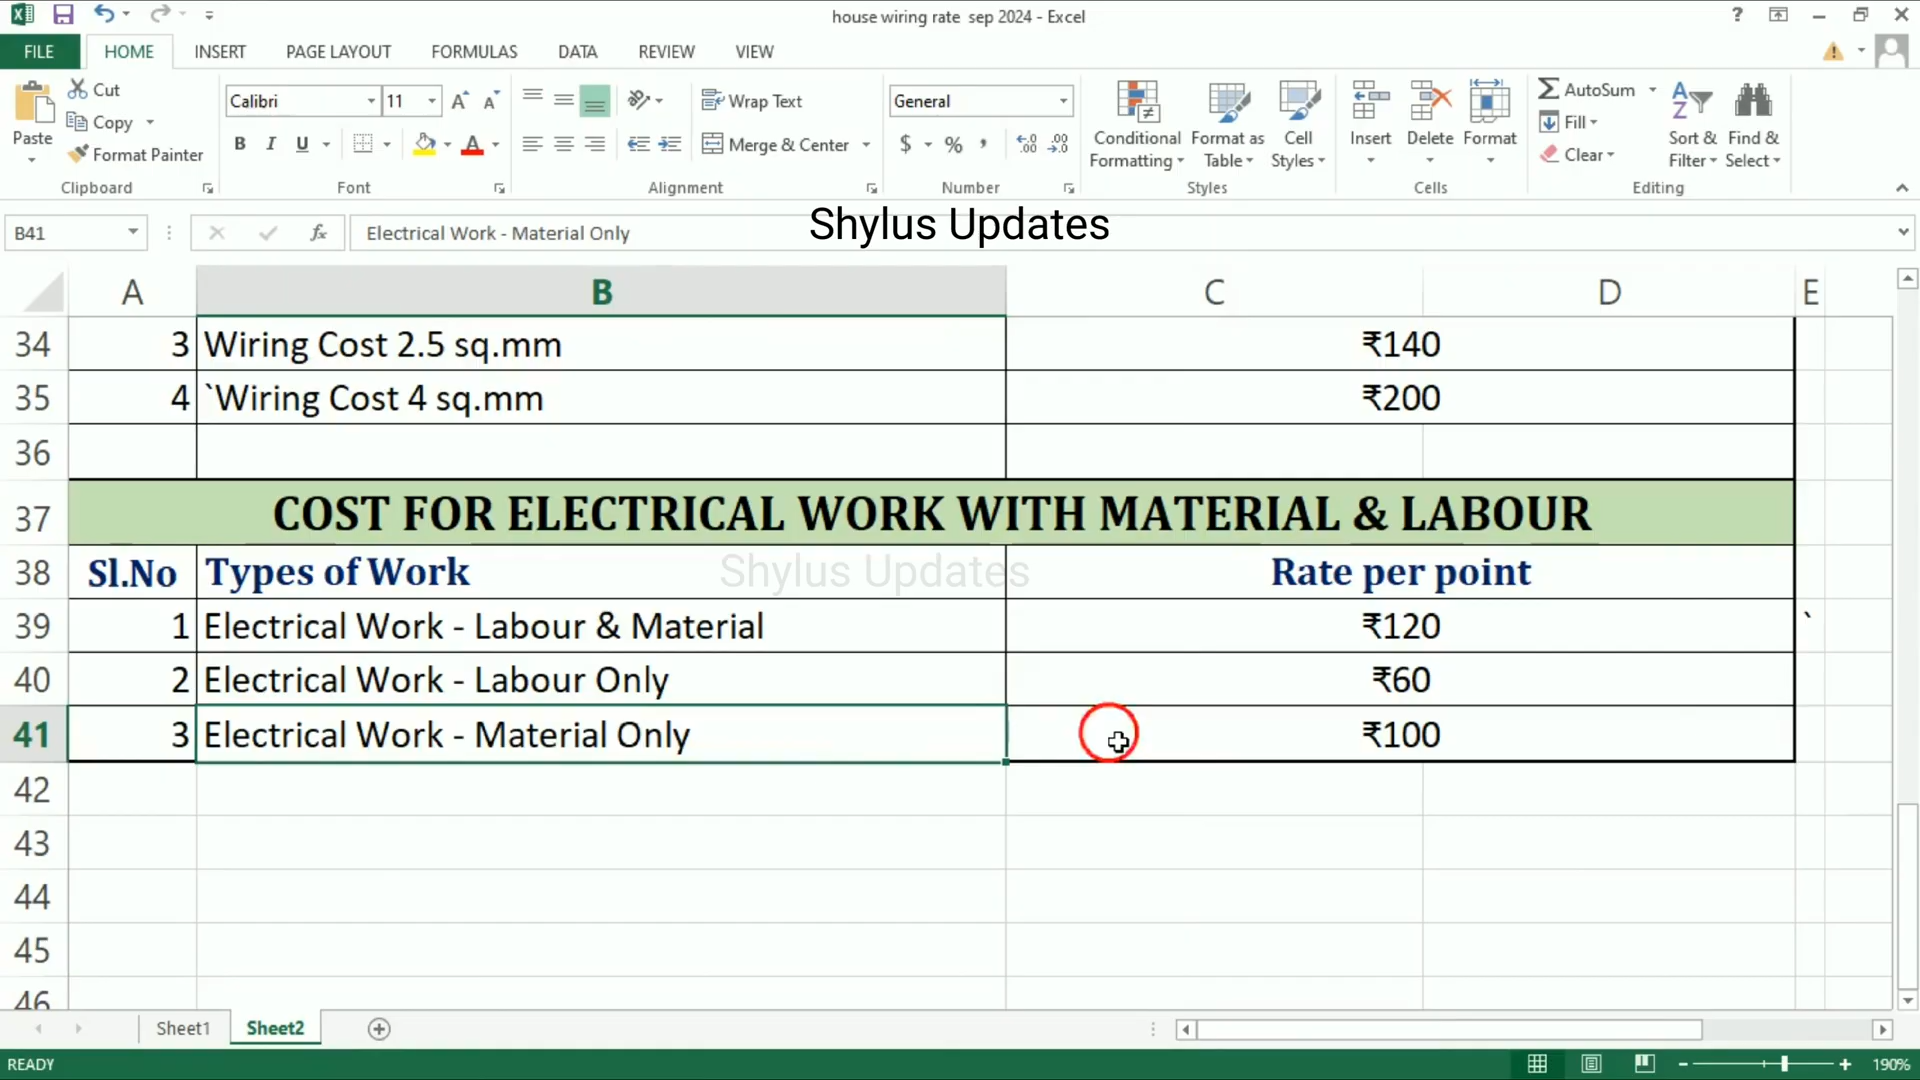 house wiring rate sep 2024 - Excel
FILE HOME INSERT PAGE LAYOUT FORMULAS DATA REVIEW VIEW
Paste Cut Copy Format Painter Clipboard
Calibri 11 B I U Font
Wrap Text Merge & Center Alignment
General $ % , Number
Conditional Formatting Format as Table Cell Styles Styles
Insert Delete Format Cells
AutoSum Fill Clear Sort & Filter Find & Select Editing
B41 fx Electrical Work - Material Only
Shylus Updates
A B C D E
34 3 Wiring Cost 2.5 sq.mm ₹140
35 4 `Wiring Cost 4 sq.mm ₹200
36
37 COST FOR ELECTRICAL WORK WITH MATERIAL & LABOUR
38 Sl.No Types of Work Rate per point
Shylus Updates
39 1 Electrical Work - Labour & Material ₹120 `
40 2 Electrical Work - Labour Only ₹60
41 3 Electrical Work - Material Only ₹100
42
43
44
45
46
Sheet1 Sheet2
READY 190%